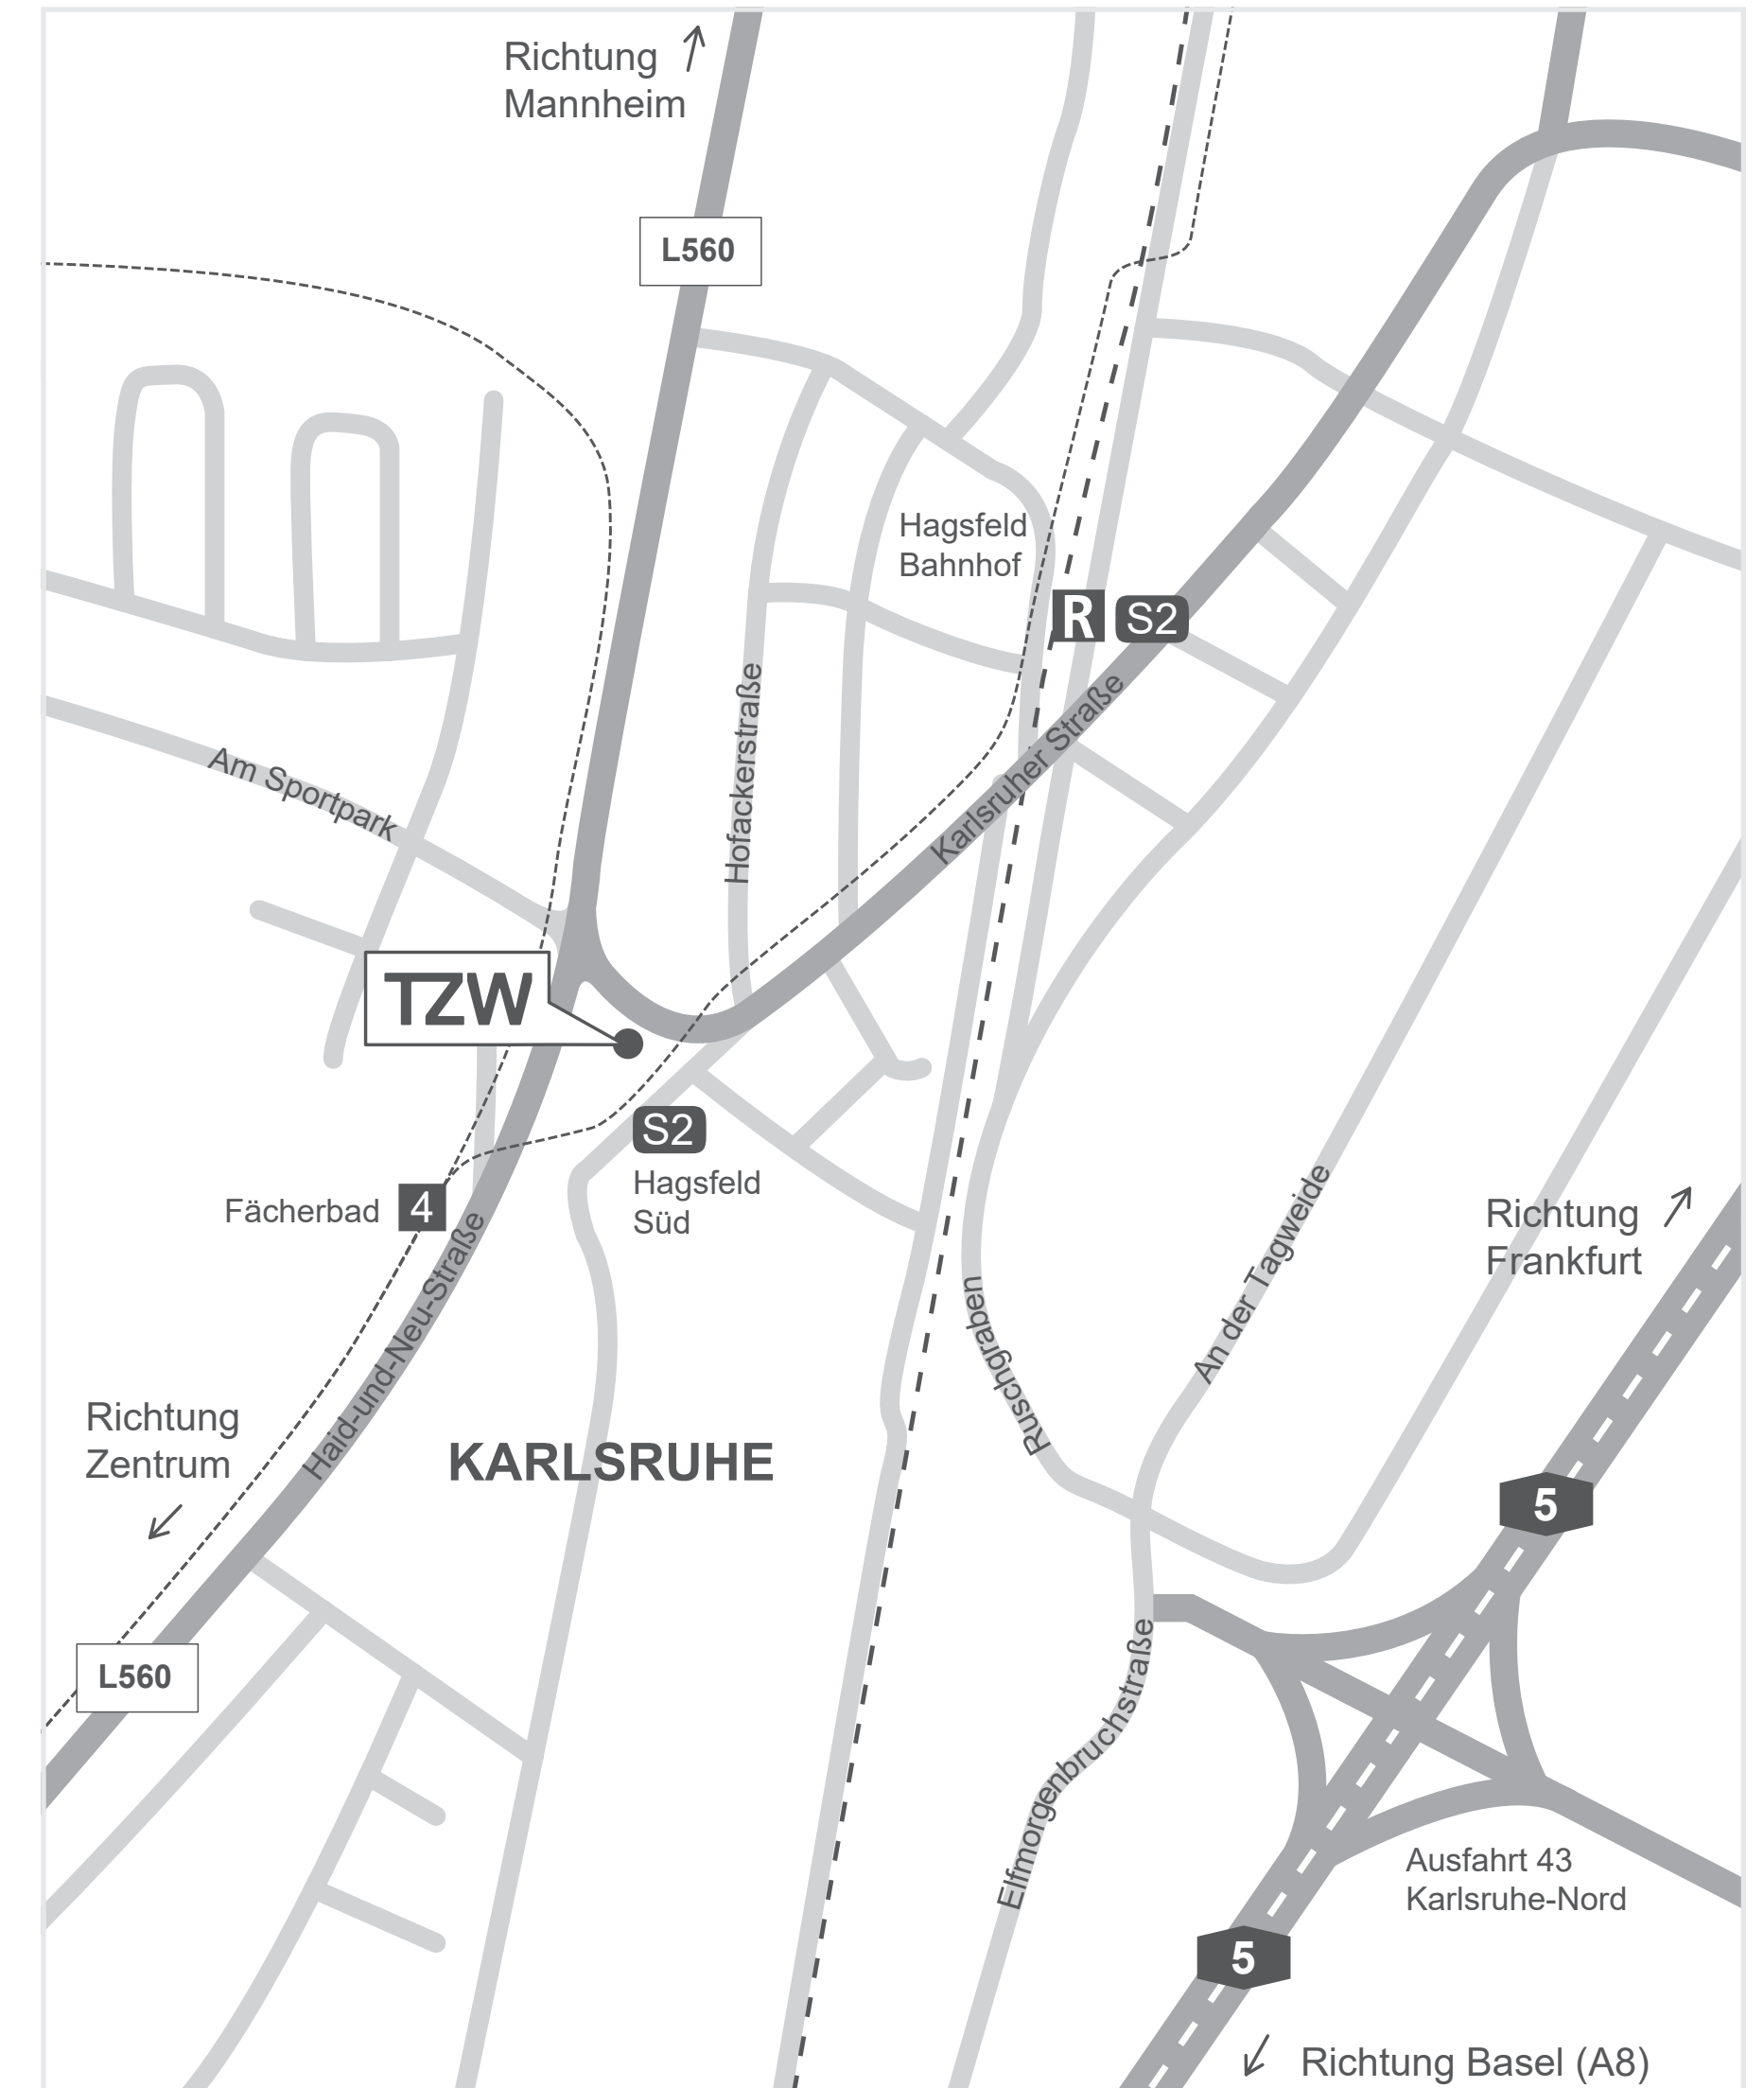 Richtung
Mannheim
L560
Hagsfeld
Bahnhof
R S2
Hofackerstraße
Karlsruher Straße
Am Sportpark
TZW
S2
Hagsfeld
Süd
Fächerbad 4
Haid-und-Neu-Straße
An der Tagweide
Richtung
Frankfurt
Ruschgraben
Richtung
Zentrum
KARLSRUHE
5
L560
Elfmorgenbruchstraße
Ausfahrt 43
Karlsruhe-Nord
5
Richtung Basel (A8)